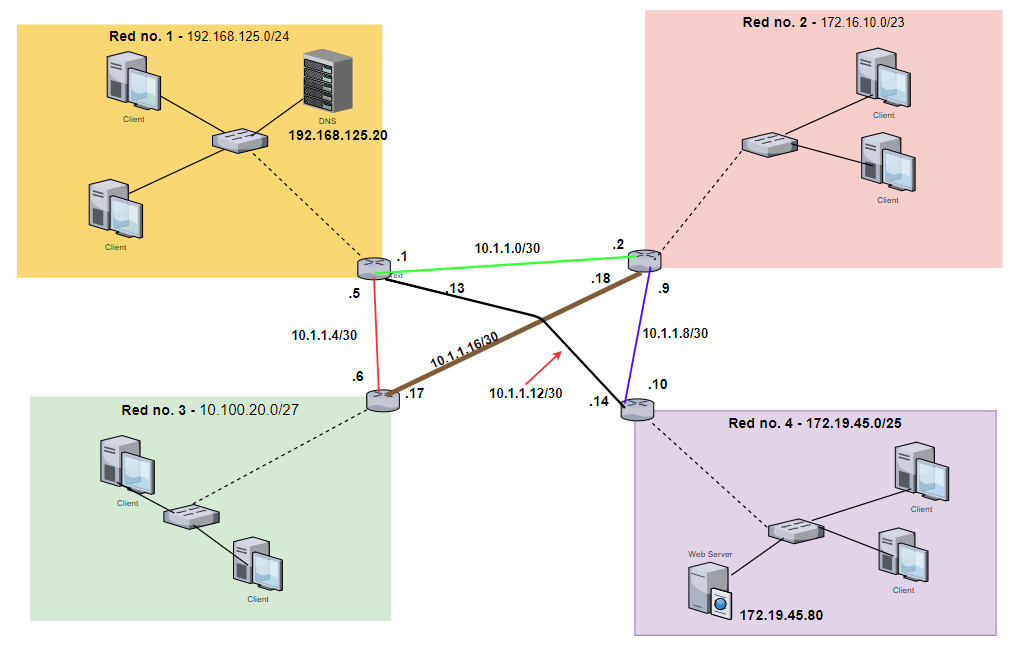 Red no. 1 - 192.168.125.0/24
Client
DNS
192.168.125.20
Client
Red no. 2 - 172.16.10.0/23
Client
Client
.1
10.1.1.0/30
.2
Text
.5
.13
.18
.9
10.1.1.4/30
10.1.1.16/30
10.1.1.8/30
.6
.17
10.1.1.12/30
.14
.10
Red no. 3 - 10.100.20.0/27
Client
Client
Red no. 4 - 172.19.45.0/25
Client
Client
Web Server
172.19.45.80